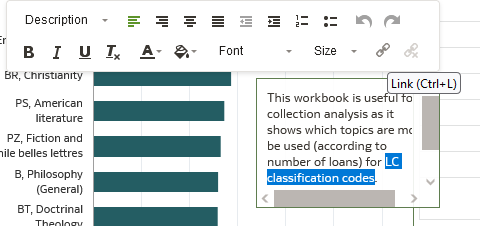 Description
B I U Tx A Font Size
Link (Ctrl+L)
BR, Christianity
PS, American
literature
PZ, Fiction and
nile belles lettres
B, Philosophy
(General)
BT, Doctrinal
Theology
This workbook is useful fo
collection analysis as it
shows which topics are mo
be used (according to
number of loans) for LC
classification codes.